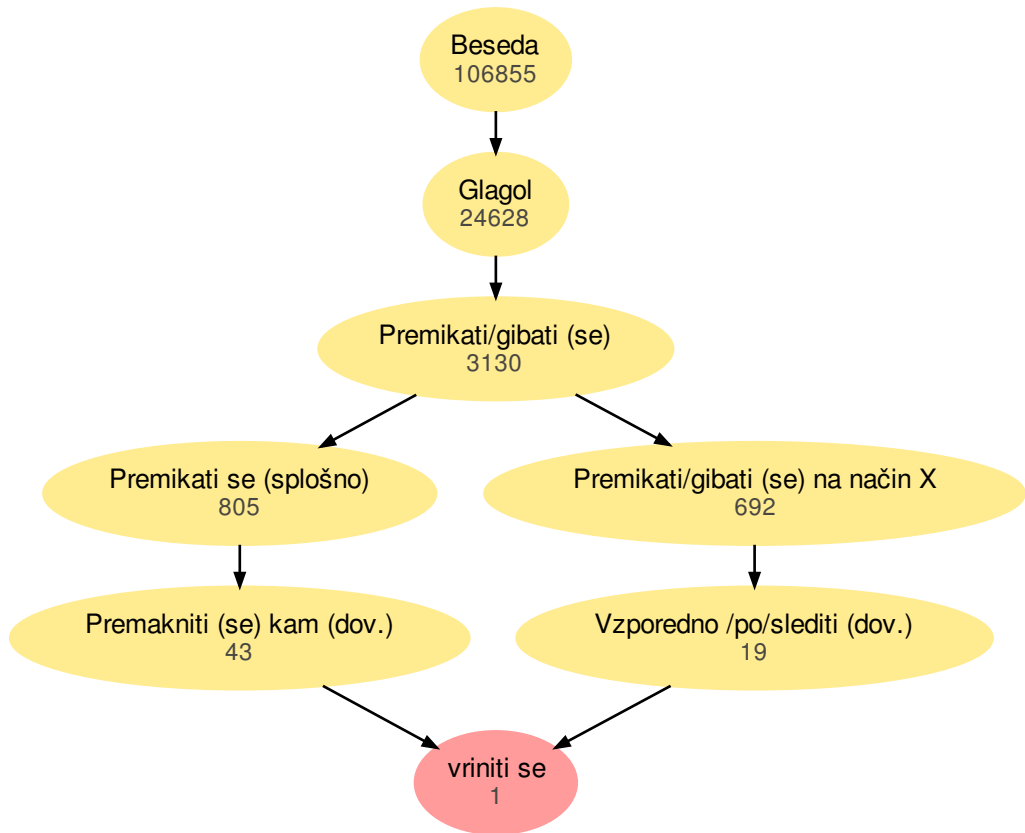 Beseda
106855
Glagol
24628
Premikati/gibati (se)
3130
Premikati se (splošno)
805
Premikati/gibati (se) na način X
692
Premakniti (se) kam (dov.)
43
Vzporedno /po/slediti (dov.)
19
vriniti se
1